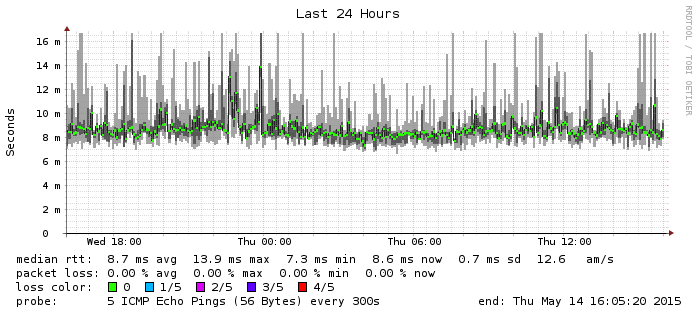 Last 24 Hours
RRDTOOL / TOBI OETIKER
Seconds
16 m
14 m
12 m
10 m
8 m
6 m
4 m
2 m
0
Wed 18:00 Thu 00:00 Thu 06:00 Thu 12:00
median rtt: 8.7 ms avg 13.9 ms max 7.3 ms min 8.6 ms now 0.7 ms sd 12.6 am/s
packet loss: 0.00 % avg 0.00 % max 0.00 % min 0.00 % now
loss color: 0 1/5 2/5 3/5 4/5
probe: 5 ICMP Echo Pings (56 Bytes) every 300s end: Thu May 14 16:05:20 2015